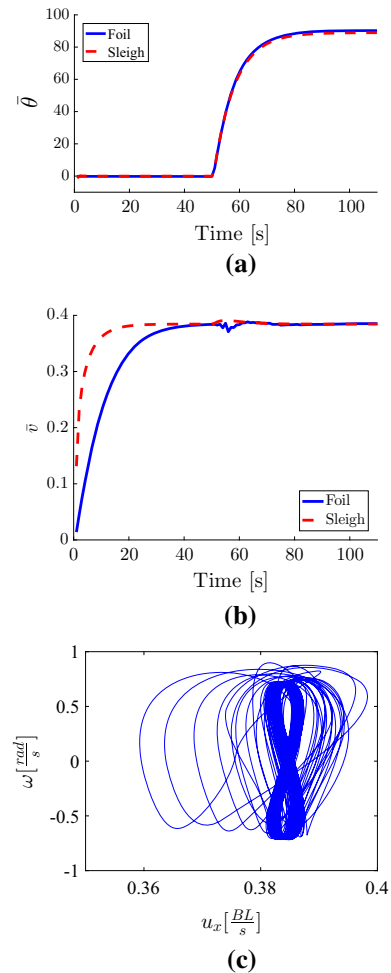 100
80
60
40
20
0
θ̄
Foil
Sleigh
0 20 40 60 80 100
Time [s]
(a)
0.4
0.3
0.2
0.1
0
v̄
Foil
Sleigh
0 20 40 60 80 100
Time [s]
(b)
1
0.5
0
-0.5
-1
ω[rad/s]
0.36 0.38 0.4
u_x[BL/s]
(c)